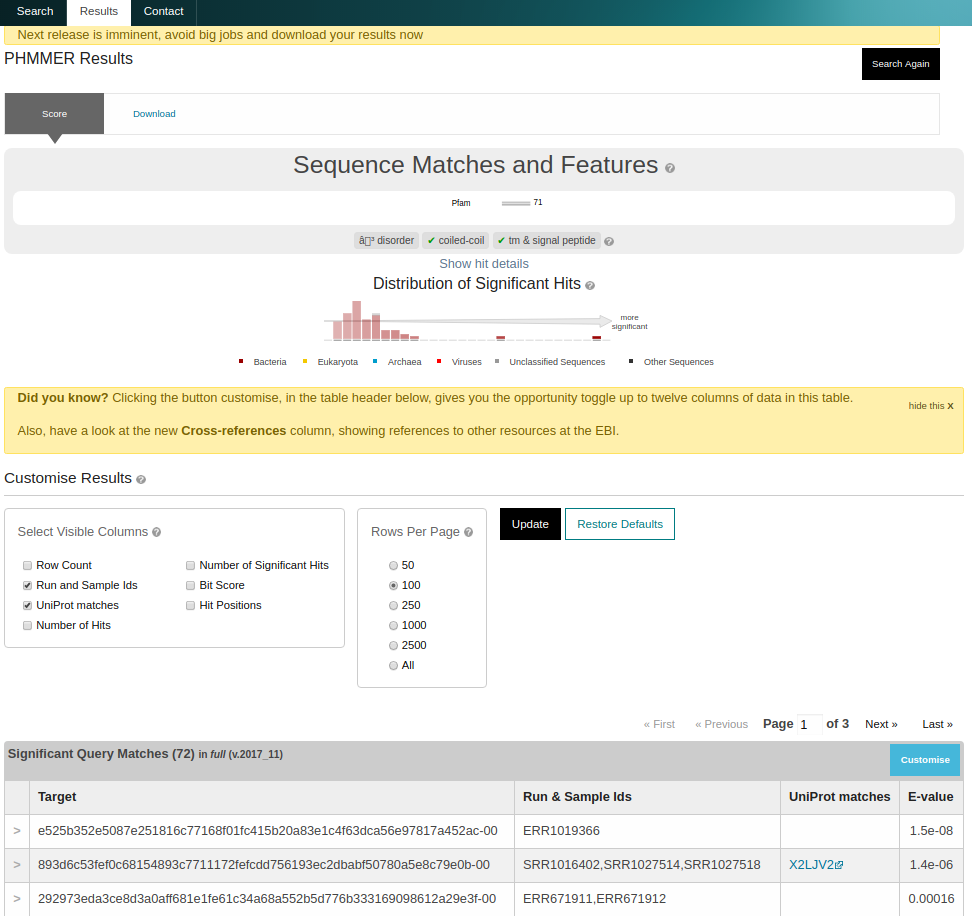 Search Results Contact
Next release is imminent, avoid big jobs and download your results now
PHMMER Results
Search Again
Score Download
Sequence Matches and Features ?
Pfam 71
â³ disorder ✔ coiled-coil ✔ tm & signal peptide ?
Show hit details
Distribution of Significant Hits ?
more
significant
Bacteria Eukaryota Archaea Viruses Unclassified Sequences Other Sequences
Did you know? Clicking the button customise, in the table header below, gives you the opportunity toggle up to twelve columns of data in this table.
hide this X
Also, have a look at the new Cross-references column, showing references to other resources at the EBI.
Customise Results ?
Select Visible Columns ?
Row Count
Run and Sample Ids
UniProt matches
Number of Hits
Number of Significant Hits
Bit Score
Hit Positions
Rows Per Page ?
50
100
250
1000
2500
All
Update
Restore Defaults
« First « Previous Page 1 of 3 Next » Last »
Significant Query Matches (72) in full (v.2017_11)
Customise
Target Run & Sample Ids UniProt matches E-value
> e525b352e5087e251816c77168f01fc415b20a83e1c4f63dca56e97817a452ac-00 ERR1019366 1.5e-08
> 893d6c53fef0c68154893c7711172fefcdd756193ec2dbabf50780a5e8c79e0b-00 SRR1016402,SRR1027514,SRR1027518 X2LJV2 1.4e-06
> 292973eda3ce8d3a0aff681e1fe61c34a68a552b5d776b333169098612a29e3f-00 ERR671911,ERR671912 0.00016